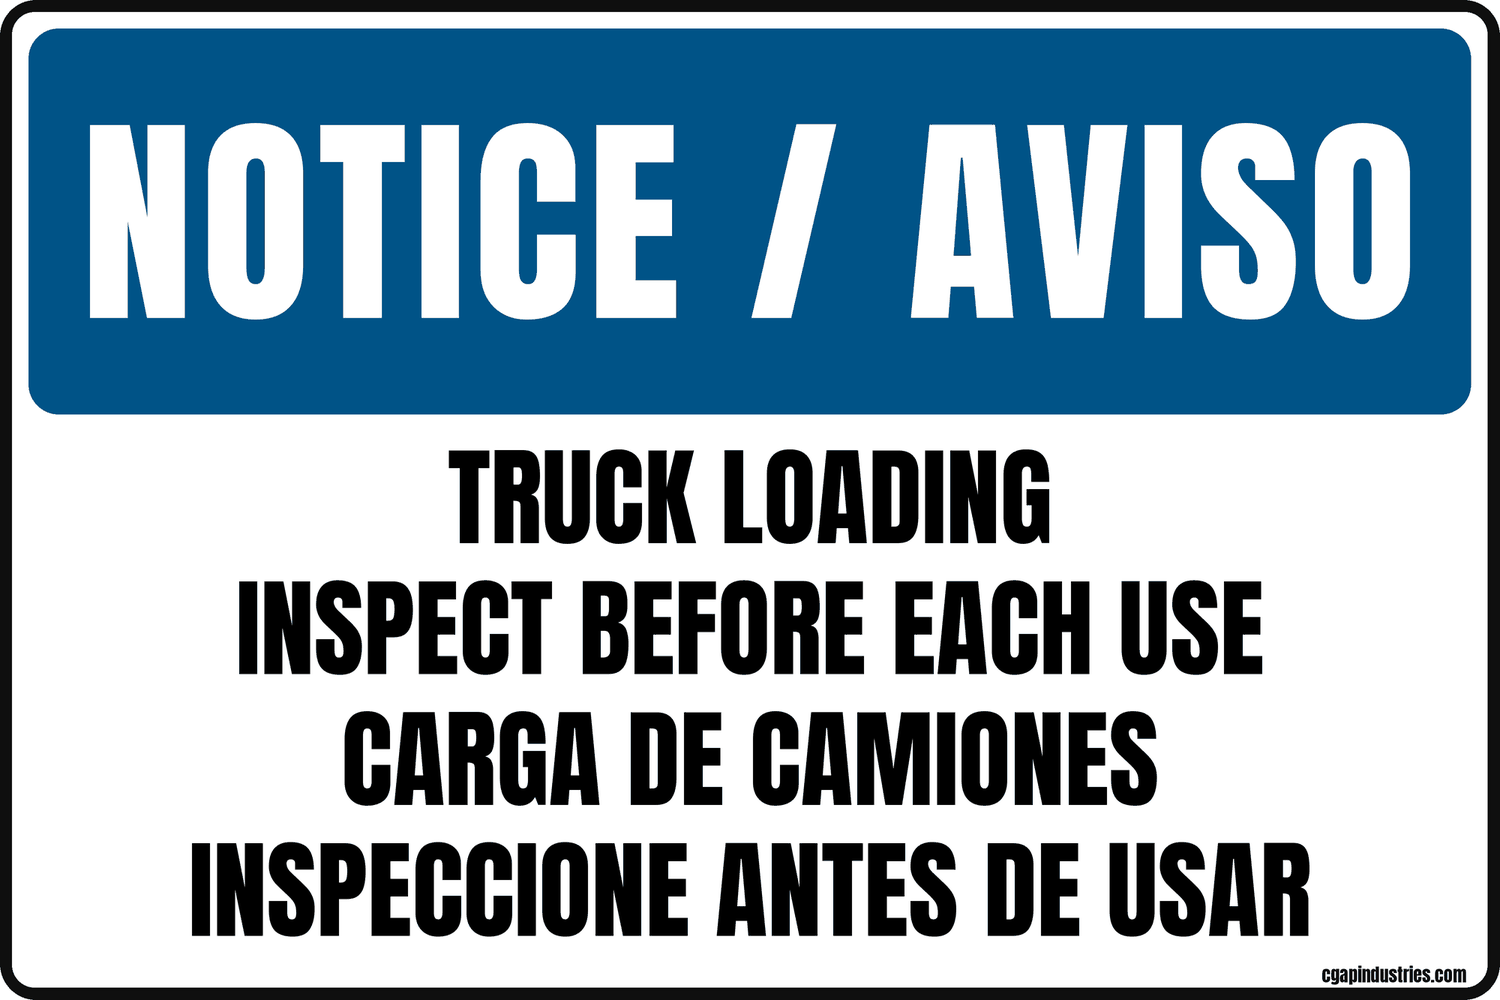 NOTICE / AVISO
TRUCK LOADING
INSPECT BEFORE EACH USE
CARGA DE CAMIONES
INSPECCIONE ANTES DE USAR
cgapindustries.com